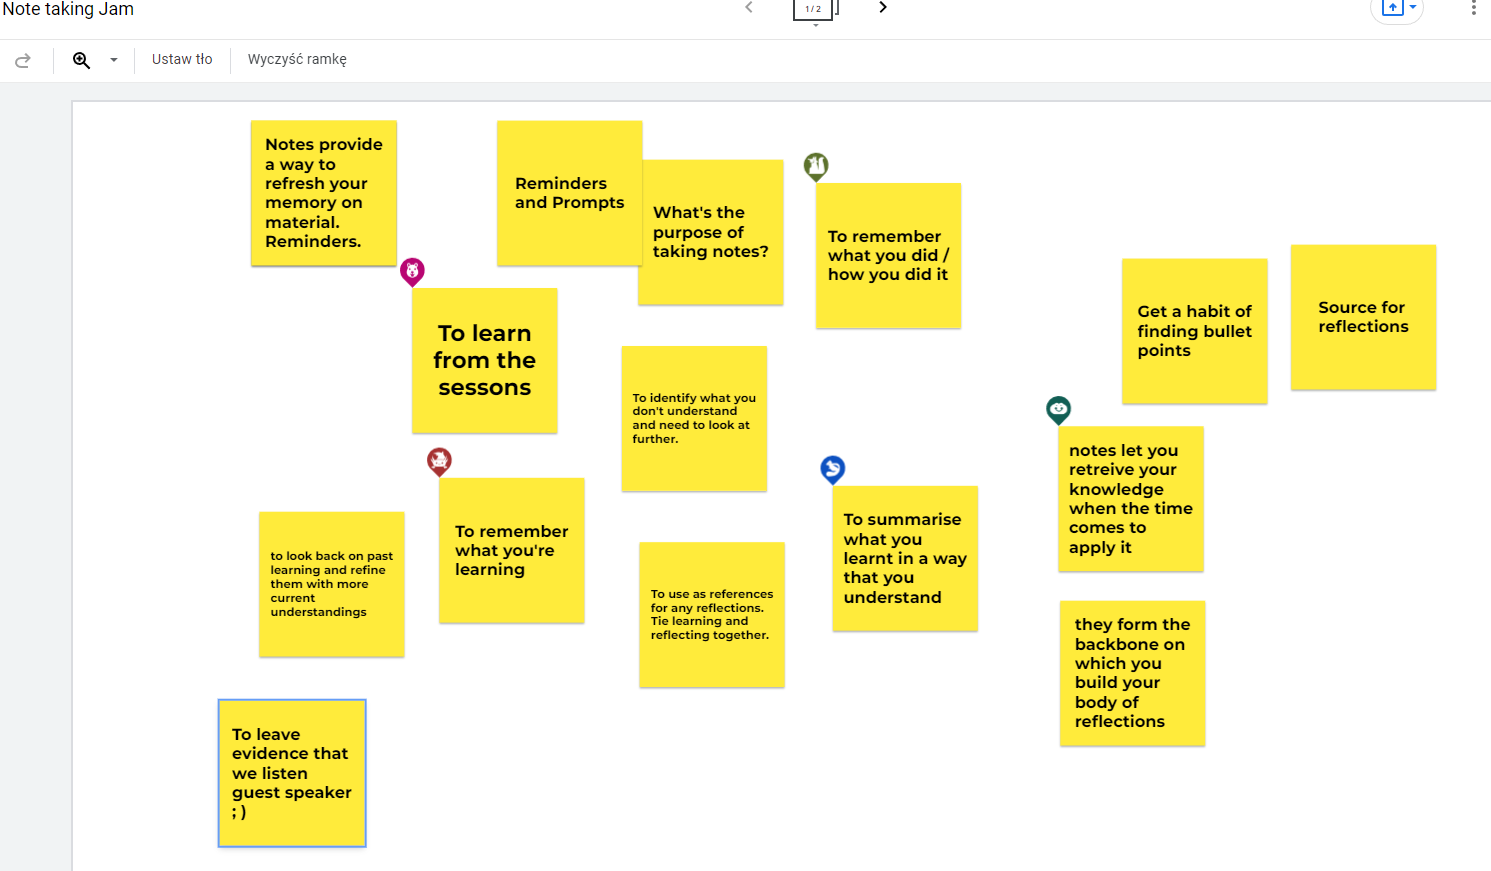 Note taking Jam
1 / 2
Ustaw tło
Wyczyść ramkę
Notes provide
a way to
refresh your
memory on
material.
Reminders.
Reminders
and Prompts
What's the
purpose of
taking notes?
To remember
what you did /
how you did it
Get a habit of
finding bullet
points
Source for
reflections
To learn
from the
sessons
To identify what you
don't understand
and need to look at
further.
notes let you
retreive your
knowledge
when the time
comes to
apply it
To remember
what you're
learning
To summarise
what you
learnt in a way
that you
understand
to look back on past
learning and refine
them with more
current
understandings
To use as references
for any reflections.
Tie learning and
reflecting together.
they form the
backbone on
which you
build your
body of
reflections
To leave
evidence that
we listen
guest speaker
; )